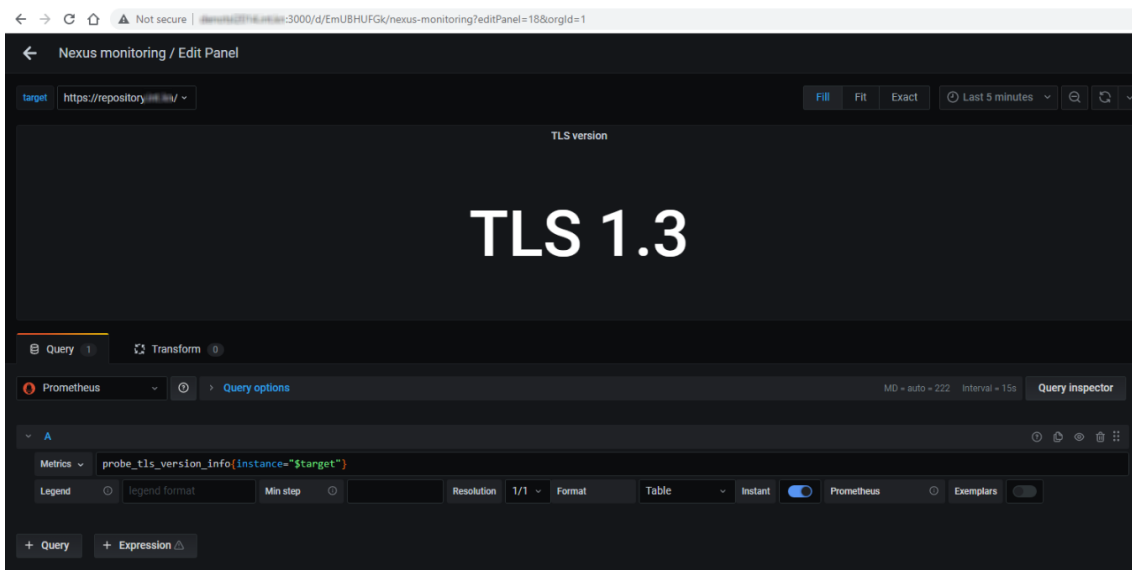 Not secure
:3000/d/EmUBHUFGk/nexus-monitoring?editPanel=18&orgId=1
Nexus monitoring / Edit Panel
target https://repository /
Fill Fit Exact Last 5 minutes
TLS version
TLS 1.3
Query 1 Transform 0
Prometheus > Query options MD = auto = 222 Interval = 15s Query inspector
A
Metrics probe_tls_version_info{instance="$target"}
Legend legend format Min step Resolution 1/1 Format Table Instant Prometheus Exemplars
+ Query + Expression